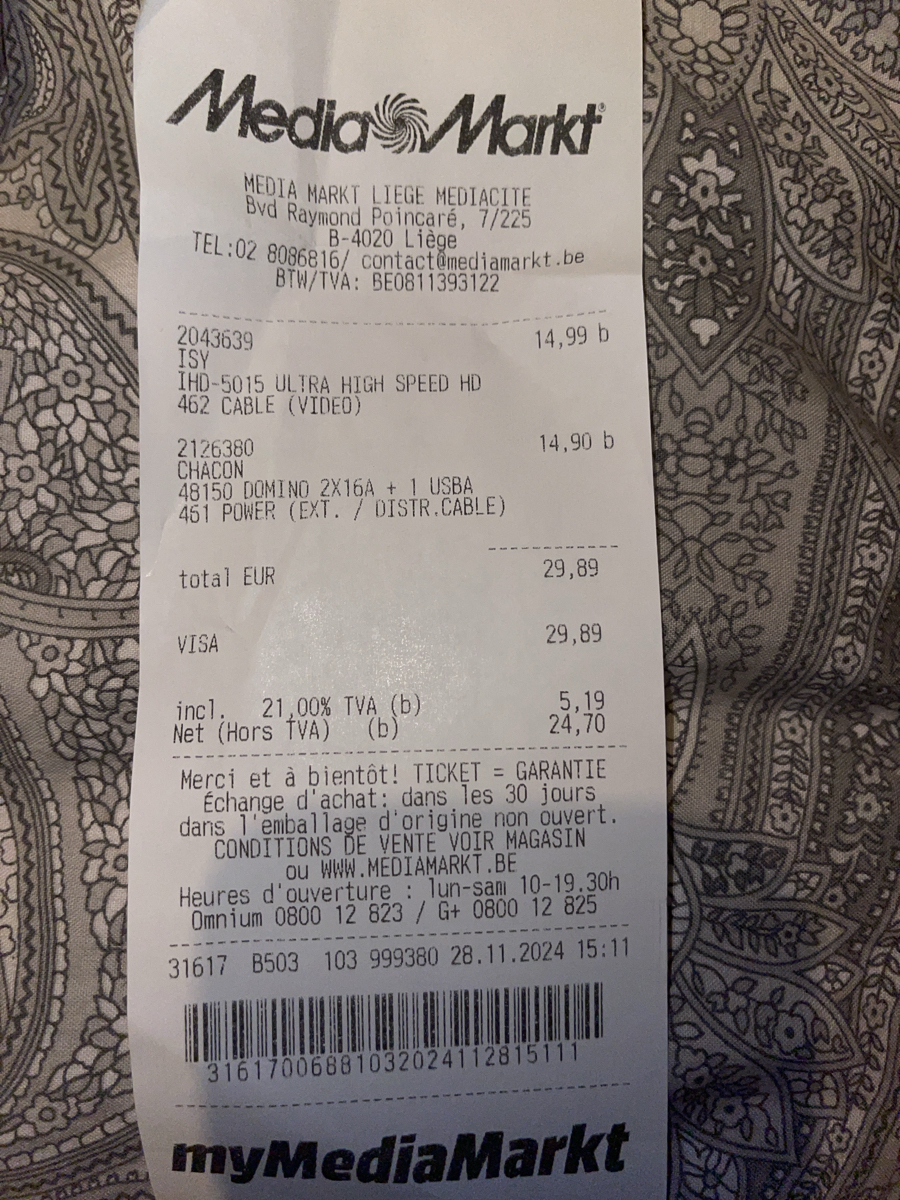 Media Markt
MEDIA MARKT LIEGE MEDIACITE
Bvd Raymond Poincaré, 7/225
B-4020 Liège
TEL:02 8086816/ contact@mediamarkt.be
BTW/TVA: BE0811393122
2043639 14,99 b
ISY
IHD-5015 ULTRA HIGH SPEED HD
462 CABLE (VIDEO)
2126380 14,90 b
CHACON
48150 DOMINO 2X16A + 1 USBA
461 POWER (EXT. / DISTR.CABLE)
total EUR 29,89
VISA 29,89
incl. 21,00% TVA (b) 5,19
Net (Hors TVA) (b) 24,70
Merci et à bientôt! TICKET = GARANTIE
Échange d'achat: dans les 30 jours
dans l'emballage d'origine non ouvert.
CONDITIONS DE VENTE VOIR MAGASIN
ou WWW.MEDIAMARKT.BE
Heures d'ouverture : lun-sam 10-19.30h
Omnium 0800 12 823 / G+ 0800 12 825
31617 B503 103 999380 28.11.2024 15:11
3161700688103202411281511​1
myMediaMarkt